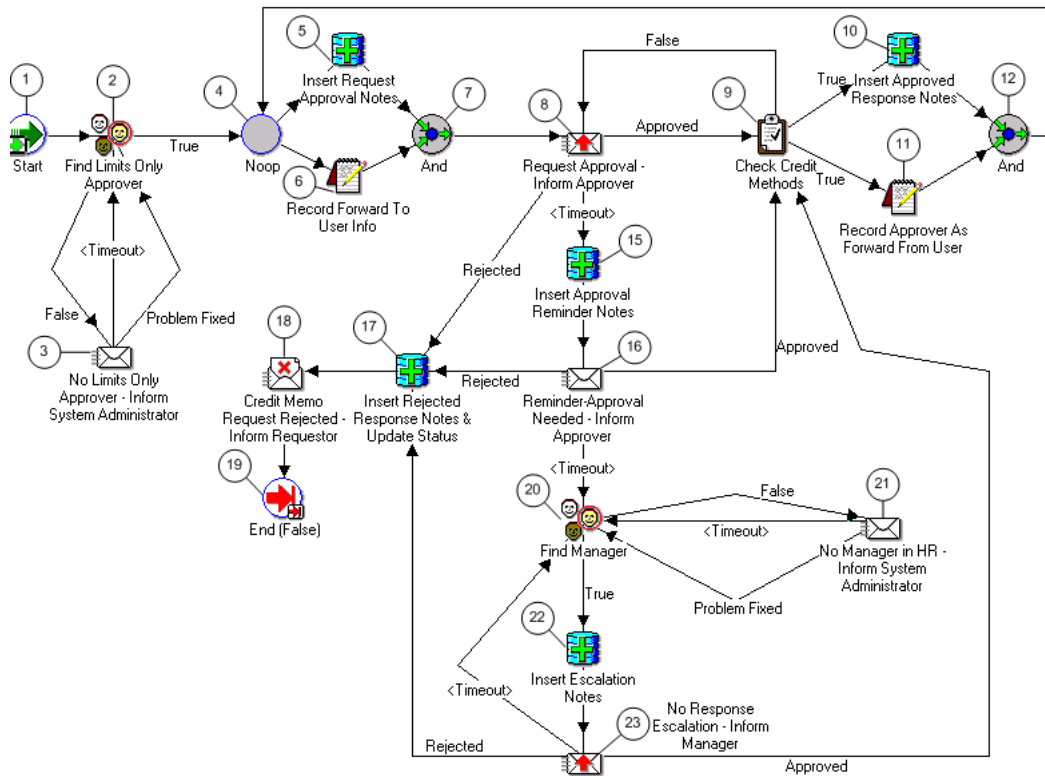 1
2
3
4
5
6
7
8
9
10
11
12
15
16
17
18
19
20
21
22
23
Start
Find Limits Only
Approver
True
<Timeout>
False
Problem Fixed
No Limits Only
Approver - Inform
System Administrator
Noop
Insert Request
Approval Notes
Record Forward To
User Info
And
Request Approval -
Inform Approver
Approved
False
<Timeout>
Rejected
Check Credit
Methods
True
True
Insert Approved
Response Notes
Record Approver As
Forward From User
And
Insert Approval
Reminder Notes
Reminder-Approval
Needed - Inform
Approver
Approved
Rejected
Insert Rejected
Response Notes &
Update Status
Credit Memo
Request Rejected -
Inform Requestor
End (False)
<Timeout>
Find Manager
False
<Timeout>
Problem Fixed
No Manager in HR -
Inform System
Administrator
True
Insert Escalation
Notes
<Timeout>
No Response
Escalation - Inform
Manager
Rejected
Approved